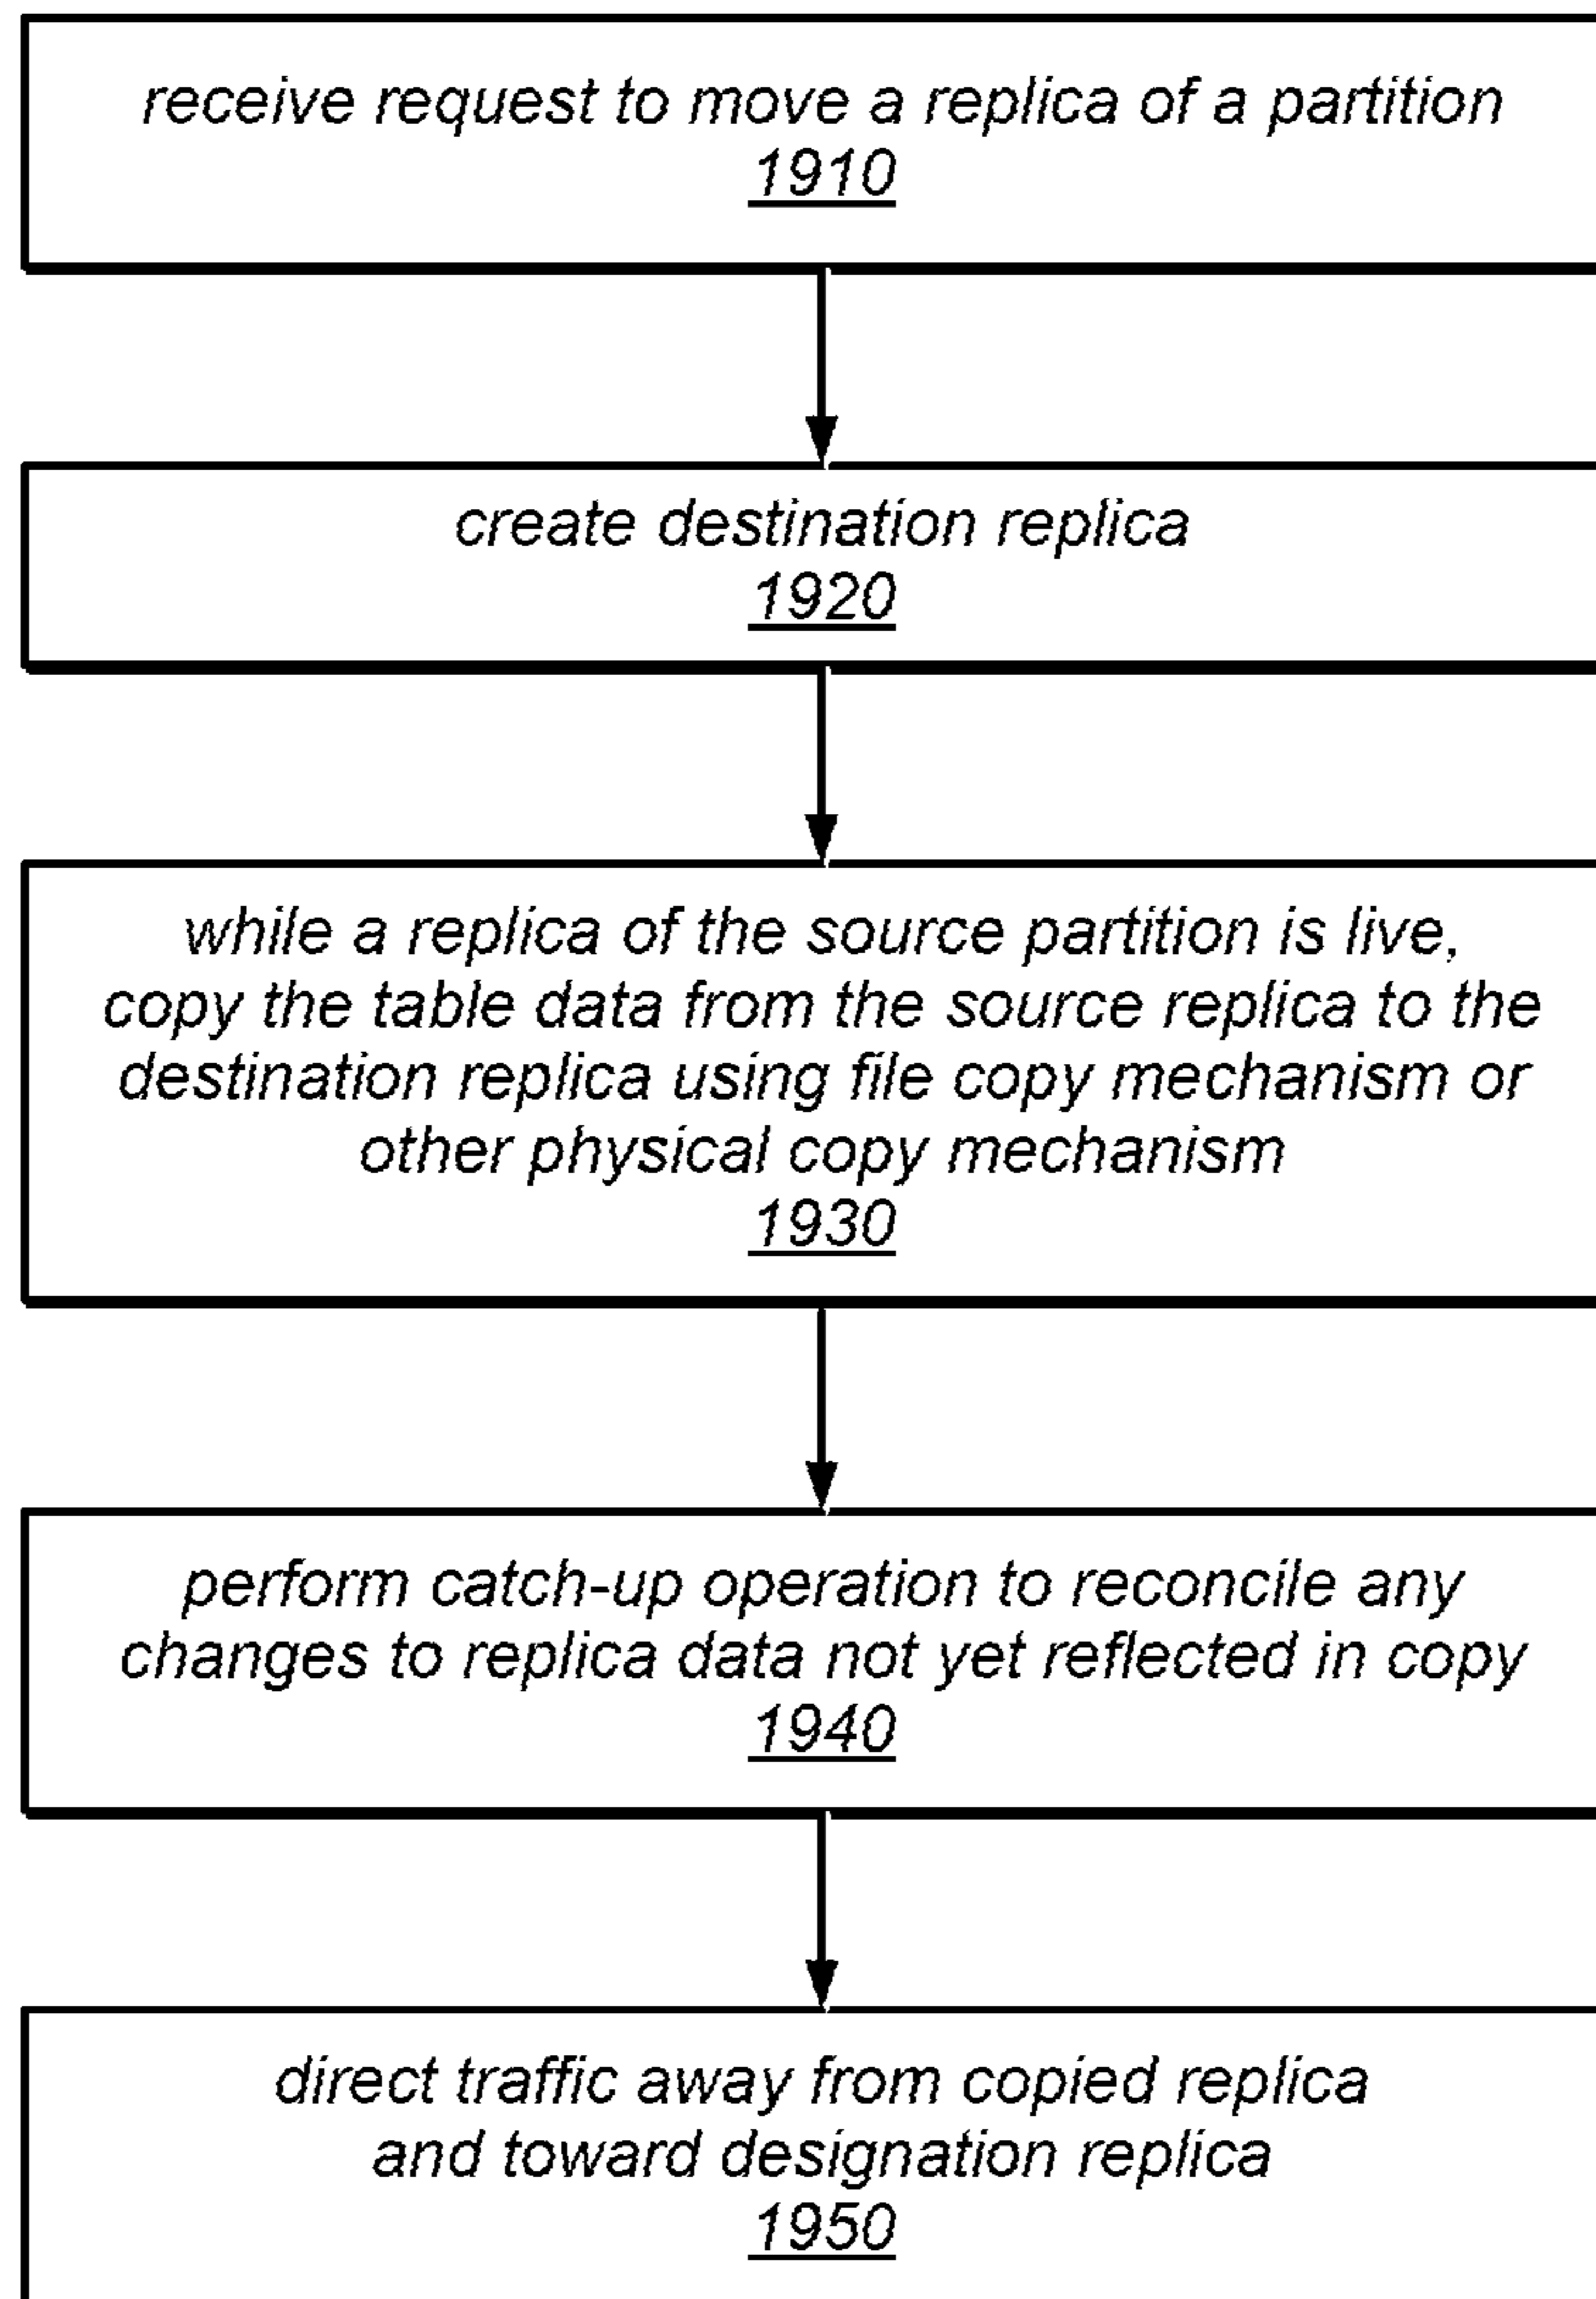 receive request to move a replica of a partition
1910
create destination replica
1920
while a replica of the source partition is live,
copy the table data from the source replica to the
destination replica using file copy mechanism or
other physical copy mechanism
1930
perform catch-up operation to reconcile any
changes to replica data not yet reflected in copy
1940
direct traffic away from copied replica
and toward designation replica
1950